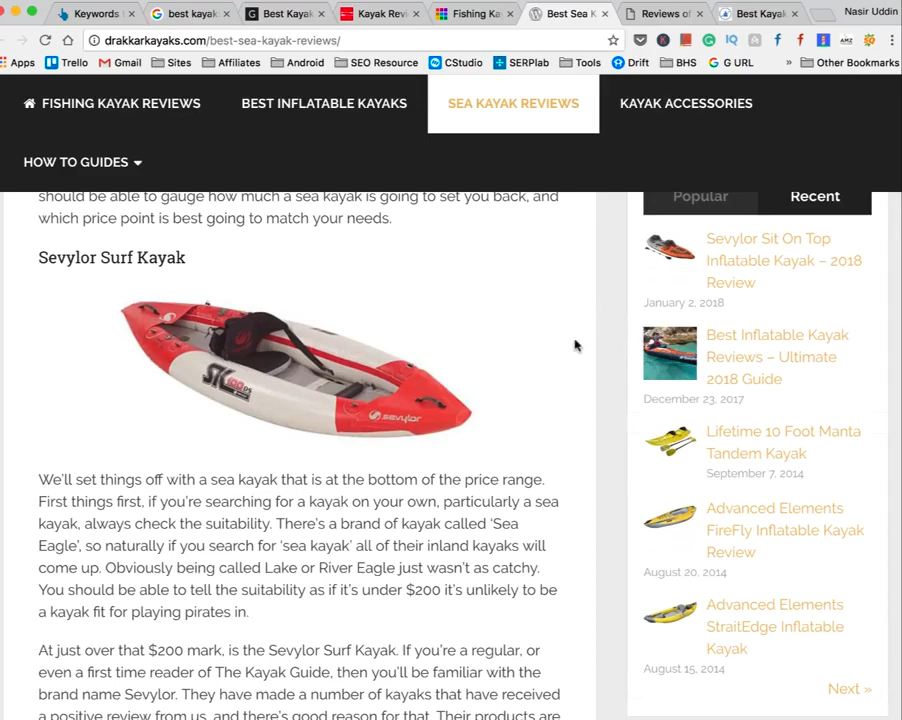 Keywords
best kayak
Best Kayak
Kayak Revi
Fishing Ka
Best Sea K
Reviews of
Best Kayak
Nasir Uddin
drakkarkayaks.com/best-sea-kayak-reviews/
Apps Trello Gmail Sites Affiliates Android SEO Resource CStudio SERPlab Tools Drift BHS G URL » Other Bookmarks
FISHING KAYAK REVIEWS BEST INFLATABLE KAYAKS SEA KAYAK REVIEWS KAYAK ACCESSORIES
HOW TO GUIDES
should be able to gauge how much a sea kayak is going to set you back, and
which price point is best going to match your needs.
Sevylor Surf Kayak
SK 100 DS
sevylor
We'll set things off with a sea kayak that is at the bottom of the price range.
First things first, if you're searching for a kayak on your own, particularly a sea
kayak, always check the suitability. There's a brand of kayak called 'Sea
Eagle', so naturally if you search for 'sea kayak' all of their inland kayaks will
come up. Obviously being called Lake or River Eagle just wasn't as catchy.
You should be able to tell the suitability as if it's under $200 it's unlikely to be
a kayak fit for playing pirates in.
At just over that $200 mark, is the Sevylor Surf Kayak. If you're a regular, or
even a first time reader of The Kayak Guide, then you'll be familiar with the
brand name Sevylor. They have made a number of kayaks that have received
a positive review from us, and there's good reason for that. Their products are
Popular Recent
Sevylor Sit On Top
Inflatable Kayak – 2018
Review
January 2, 2018
Best Inflatable Kayak
Reviews – Ultimate
2018 Guide
December 23, 2017
Lifetime 10 Foot Manta
Tandem Kayak
September 7, 2014
Advanced Elements
FireFly Inflatable Kayak
Review
August 20, 2014
Advanced Elements
StraitEdge Inflatable
Kayak
August 15, 2014
Next »